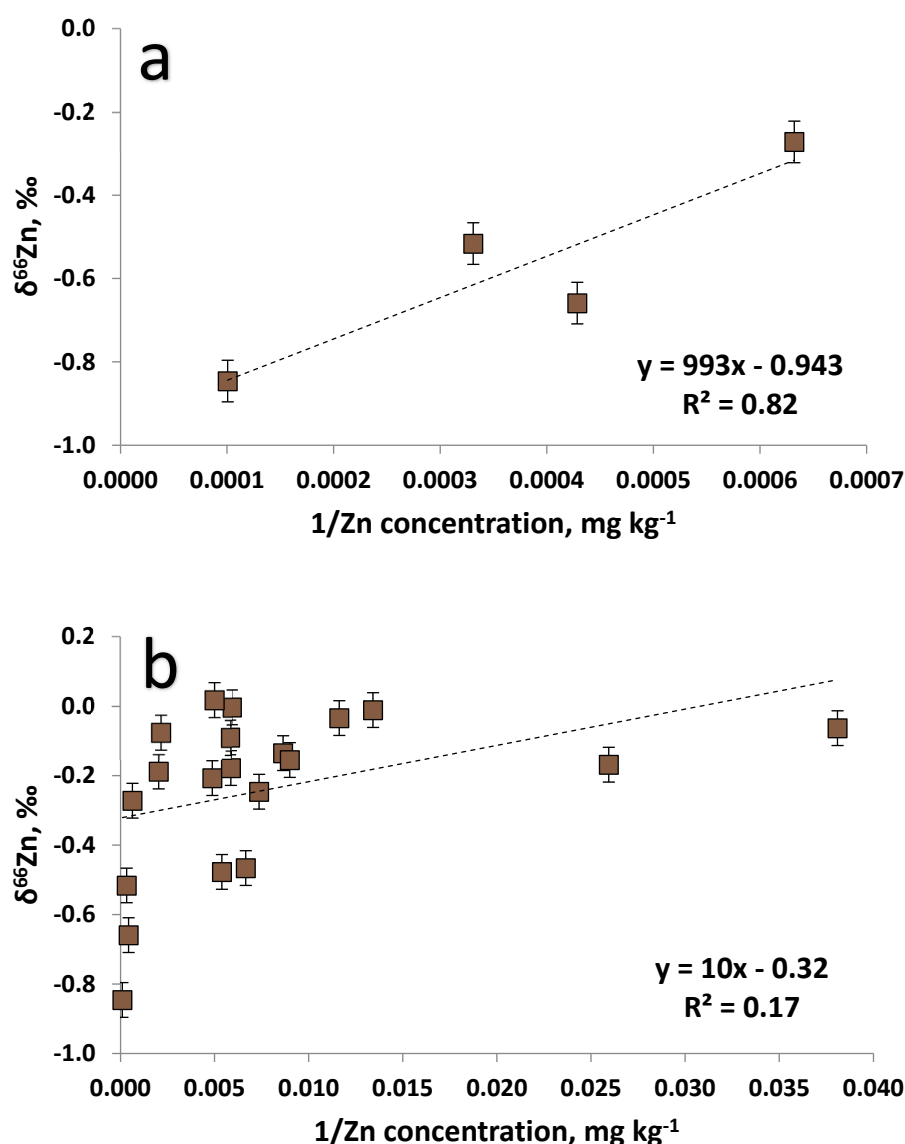 a
0.0
-0.2
-0.4
-0.6
-0.8
-1.0
δ⁶⁶Zn, ‰
y = 993x - 0.943
R² = 0.82
0.0000 0.0001 0.0002 0.0003 0.0004 0.0005 0.0006 0.0007
1/Zn concentration, mg kg⁻¹
b
0.2
0.0
-0.2
-0.4
-0.6
-0.8
-1.0
δ⁶⁶Zn, ‰
y = 10x - 0.32
R² = 0.17
0.000 0.005 0.010 0.015 0.020 0.025 0.030 0.035 0.040
1/Zn concentration, mg kg⁻¹